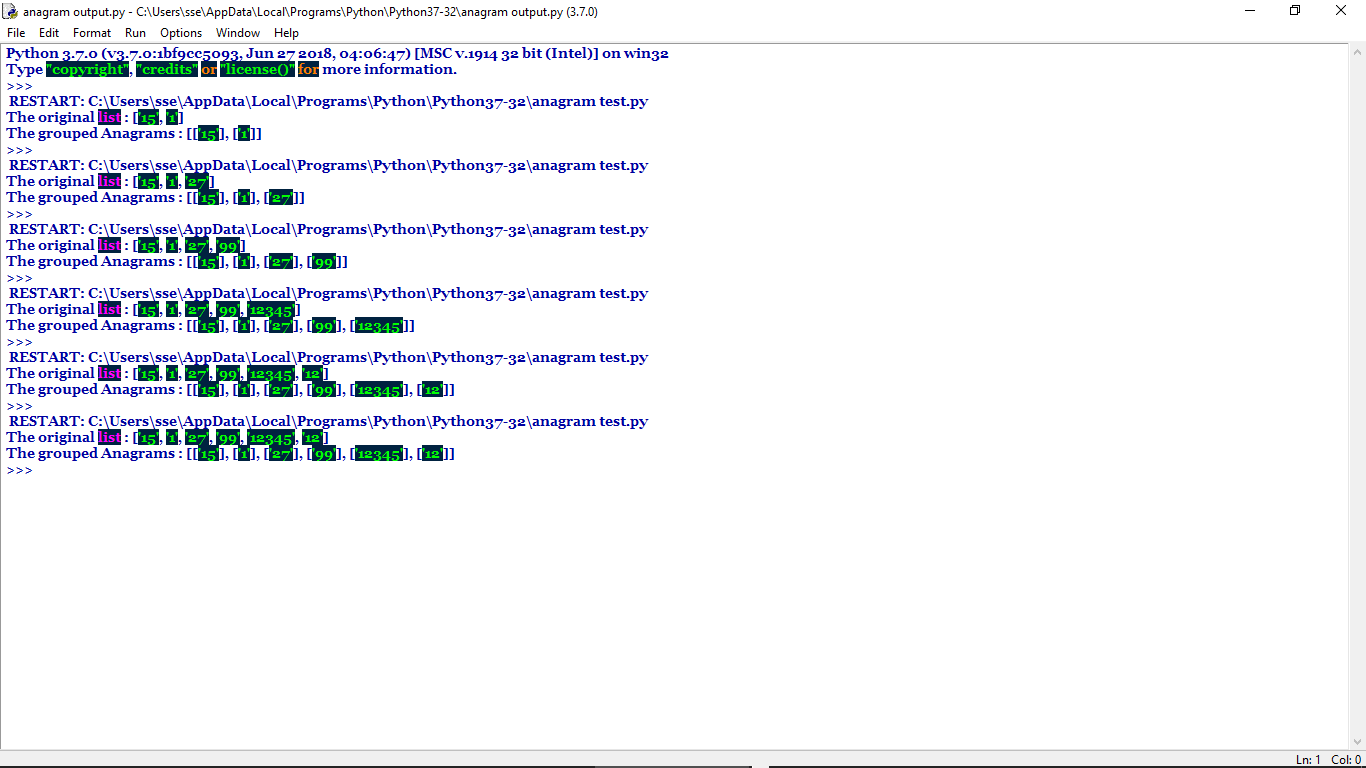 anagram output.py - C:\Users\sse\AppData\Local\Programs\Python\Python37-32\anagram output.py (3.7.0)
File Edit Format Run Options Window Help
Python 3.7.0 (v3.7.0:1bf9cc5093, Jun 27 2018, 04:06:47) [MSC v.1914 32 bit (Intel)] on win32
Type "copyright", "credits" or "license()" for more information.
>>>
RESTART: C:\Users\sse\AppData\Local\Programs\Python\Python37-32\anagram test.py
The original list : ['15', '1']
The grouped Anagrams : [['15'], ['1']]
>>>
RESTART: C:\Users\sse\AppData\Local\Programs\Python\Python37-32\anagram test.py
The original list : ['15', '1', '27']
The grouped Anagrams : [['15'], ['1'], ['27']]
>>>
RESTART: C:\Users\sse\AppData\Local\Programs\Python\Python37-32\anagram test.py
The original list : ['15', '1', '27', '99']
The grouped Anagrams : [['15'], ['1'], ['27'], ['99']]
>>>
RESTART: C:\Users\sse\AppData\Local\Programs\Python\Python37-32\anagram test.py
The original list : ['15', '1', '27', '99', '12345']
The grouped Anagrams : [['15'], ['1'], ['27'], ['99'], ['12345']]
>>>
RESTART: C:\Users\sse\AppData\Local\Programs\Python\Python37-32\anagram test.py
The original list : ['15', '1', '27', '99', '12345', '12']
The grouped Anagrams : [['15'], ['1'], ['27'], ['99'], ['12345'], ['12']]
>>>
RESTART: C:\Users\sse\AppData\Local\Programs\Python\Python37-32\anagram test.py
The original list : ['15', '1', '27', '99', '12345', '12']
The grouped Anagrams : [['15'], ['1'], ['27'], ['99'], ['12345'], ['12']]
>>>
Ln: 1 Col: 0